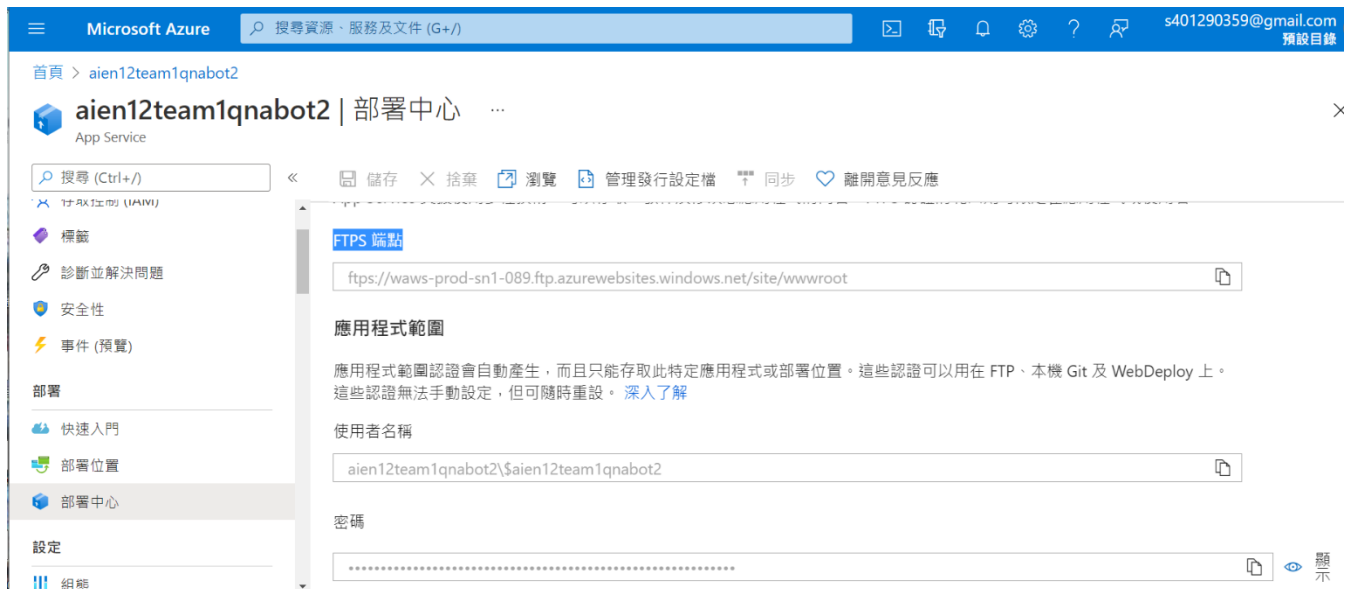 Microsoft Azure
搜尋資源、服務及文件 (G+/)
s401290359@gmail.com
預設目錄
首頁 > aien12team1qnabot2
aien12team1qnabot2 | 部署中心 ...
App Service
搜尋 (Ctrl+/)
«
儲存
捨棄
瀏覽
管理發行設定檔
同步
離開意見反應
存取控制 (IAM)
標籤
診斷並解決問題
安全性
事件 (預覽)
部署
快速入門
部署位置
部署中心
設定
組態
FTPS 端點
ftps://waws-prod-sn1-089.ftp.azurewebsites.windows.net/site/wwwroot
應用程式範圍
應用程式範圍認證會自動產生，而且只能存取此特定應用程式或部署位置。這些認證可以用在 FTP、本機 Git 及 WebDeploy 上。
這些認證無法手動設定，但可隨時重設。 深入了解
使用者名稱
aien12team1qnabot2\$aien12team1qnabot2
密碼
顯示